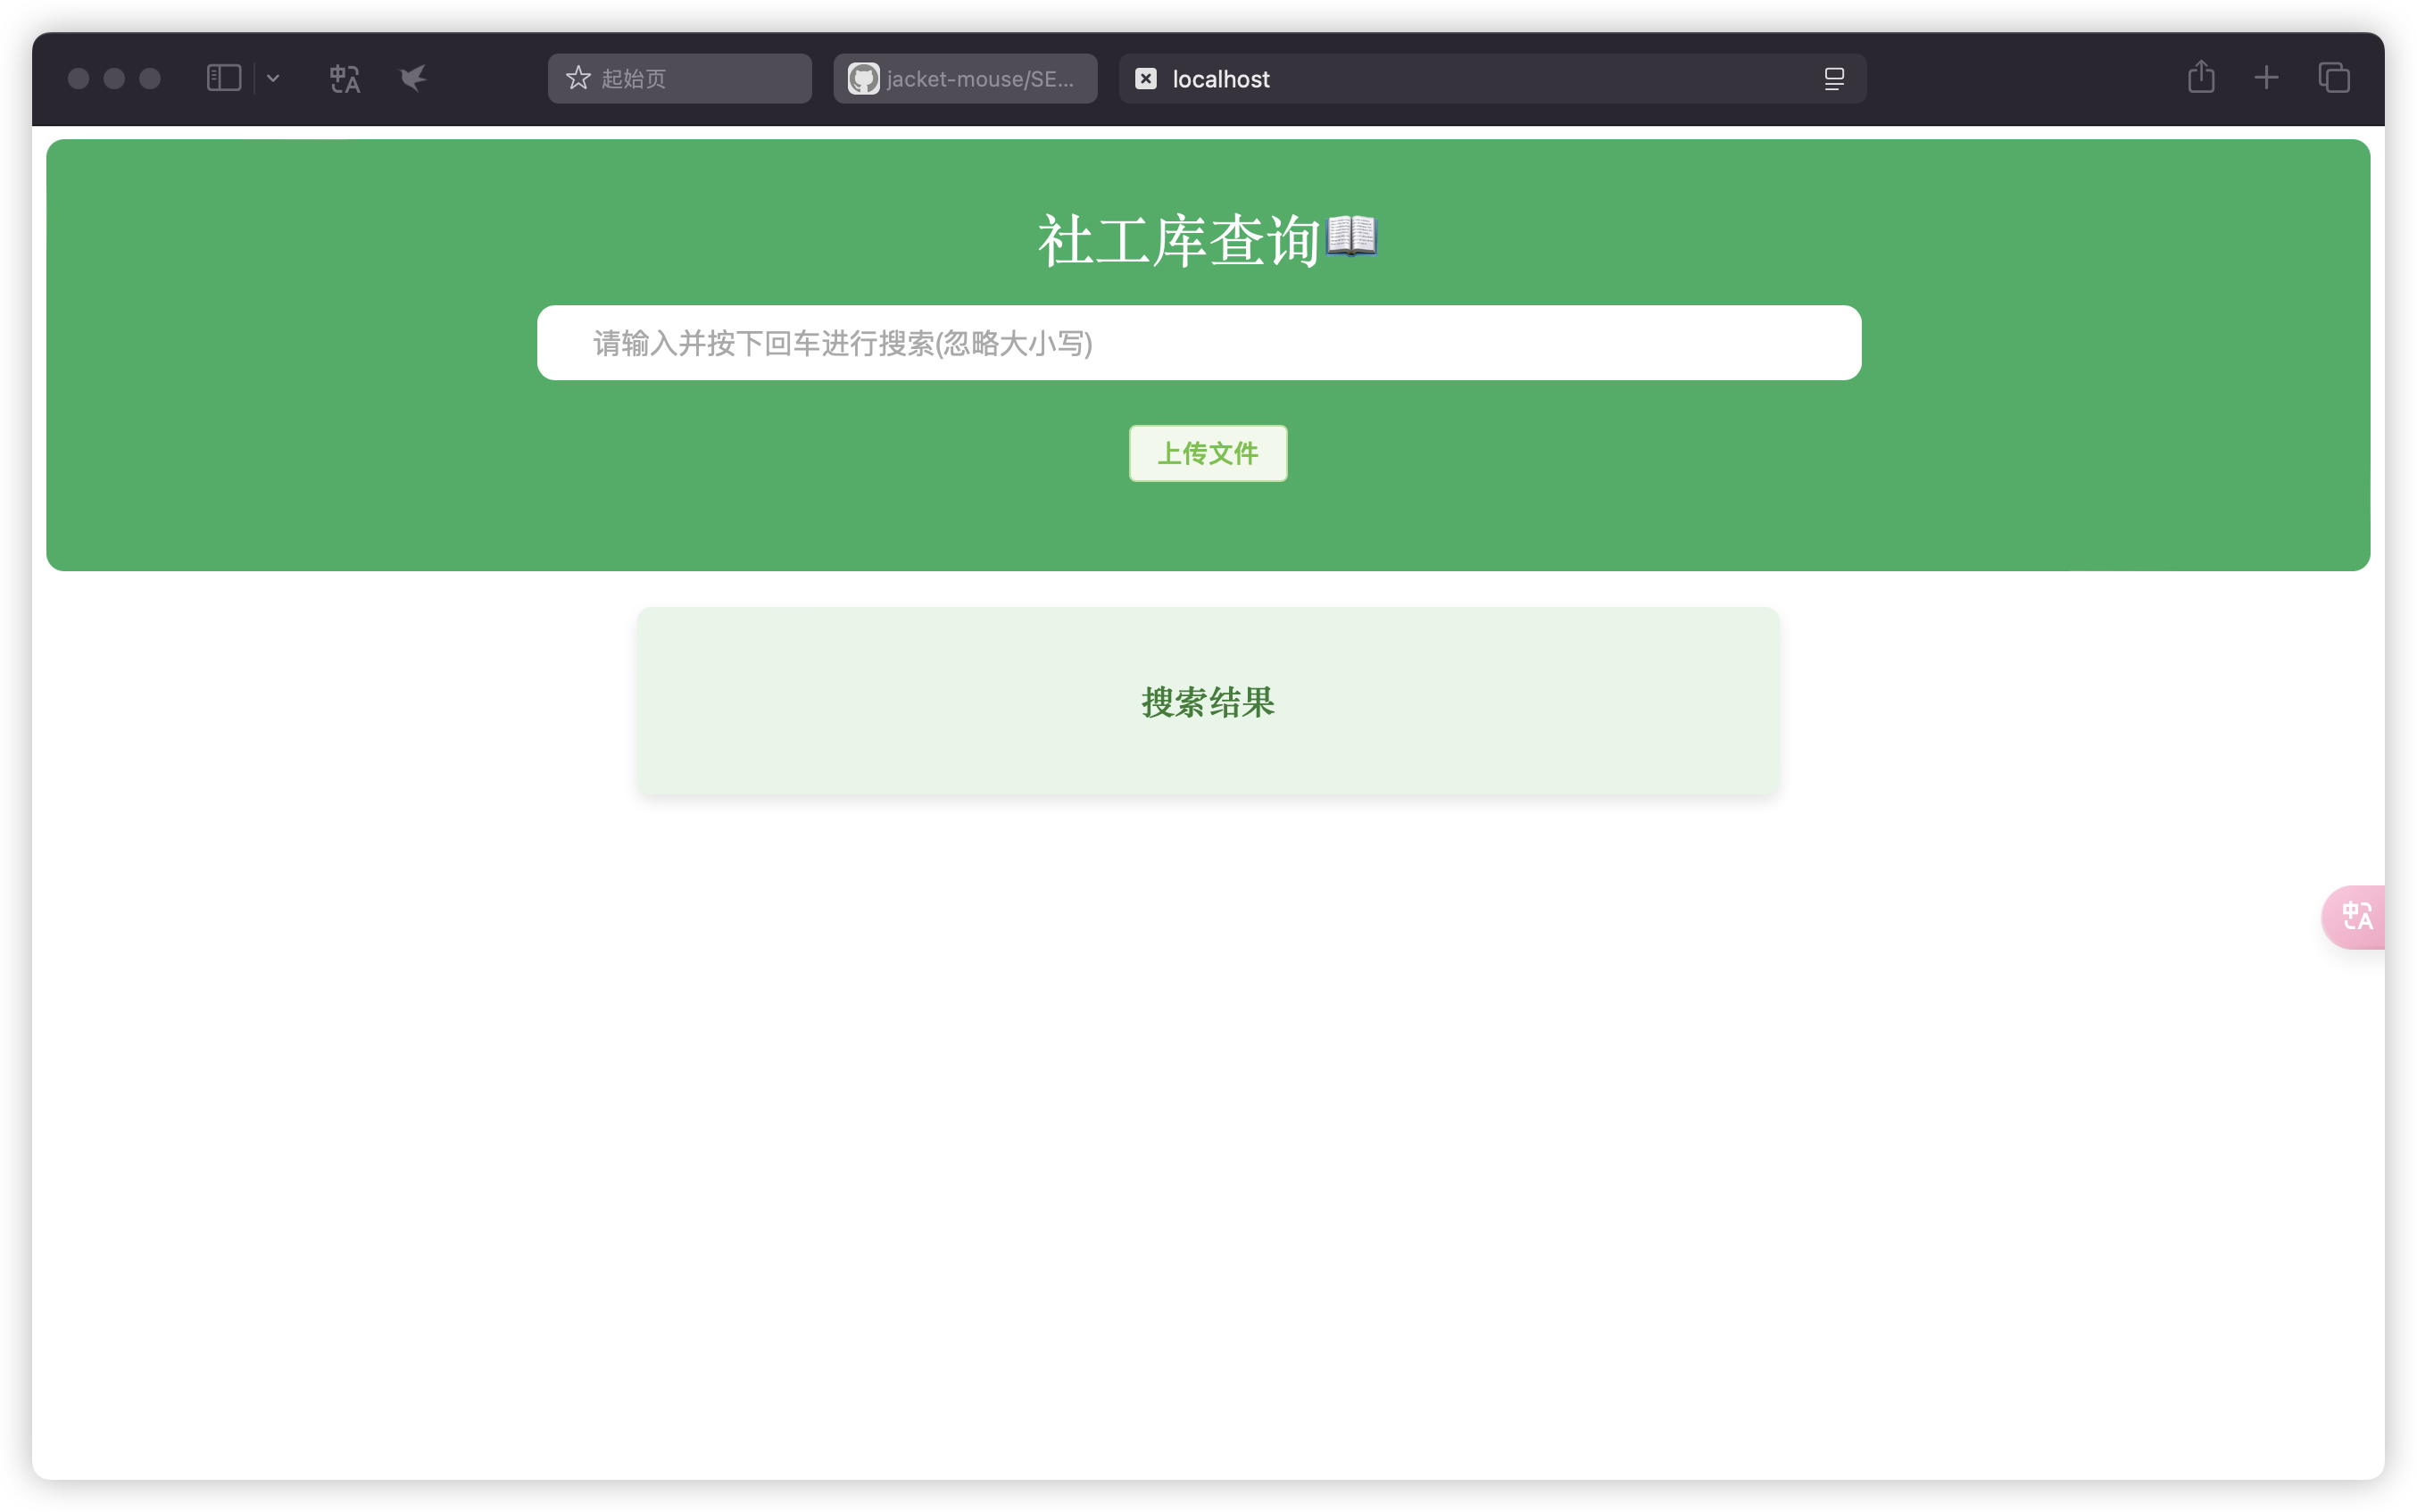 起始页
jacket-mouse/SE...
localhost
社工库查询📖
请输入并按下回车进行搜索(忽略大小写)
上传文件
搜索结果